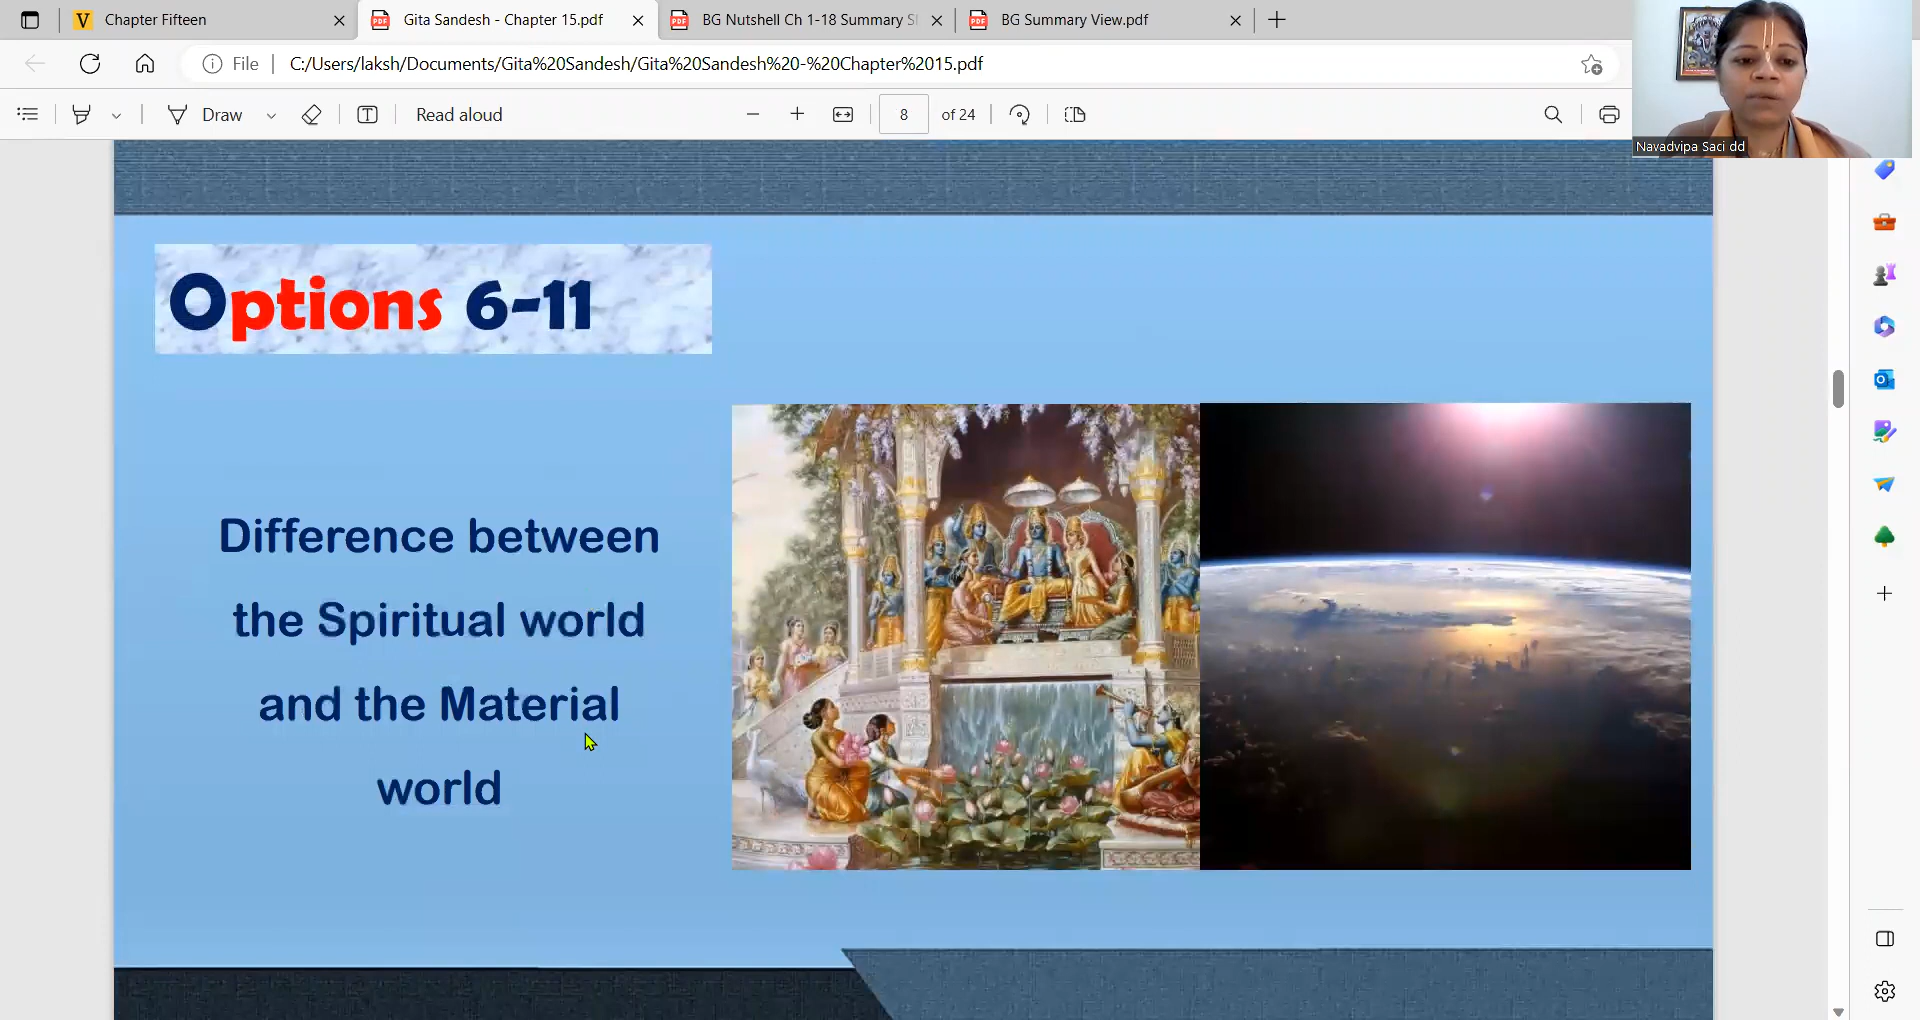 Chapter Fifteen
Gita Sandesh - Chapter 15.pdf
BG Nutshell Ch 1-18 Summary S
BG Summary View.pdf
File
C:/Users/laksh/Documents/Gita%20Sandesh/Gita%20Sandesh%20-%20Chapter%2015.pdf
Draw
Read aloud
8
of 24
Navadvipa Saci dd
Options 6-11
Difference between
the Spiritual world
and the Material
world